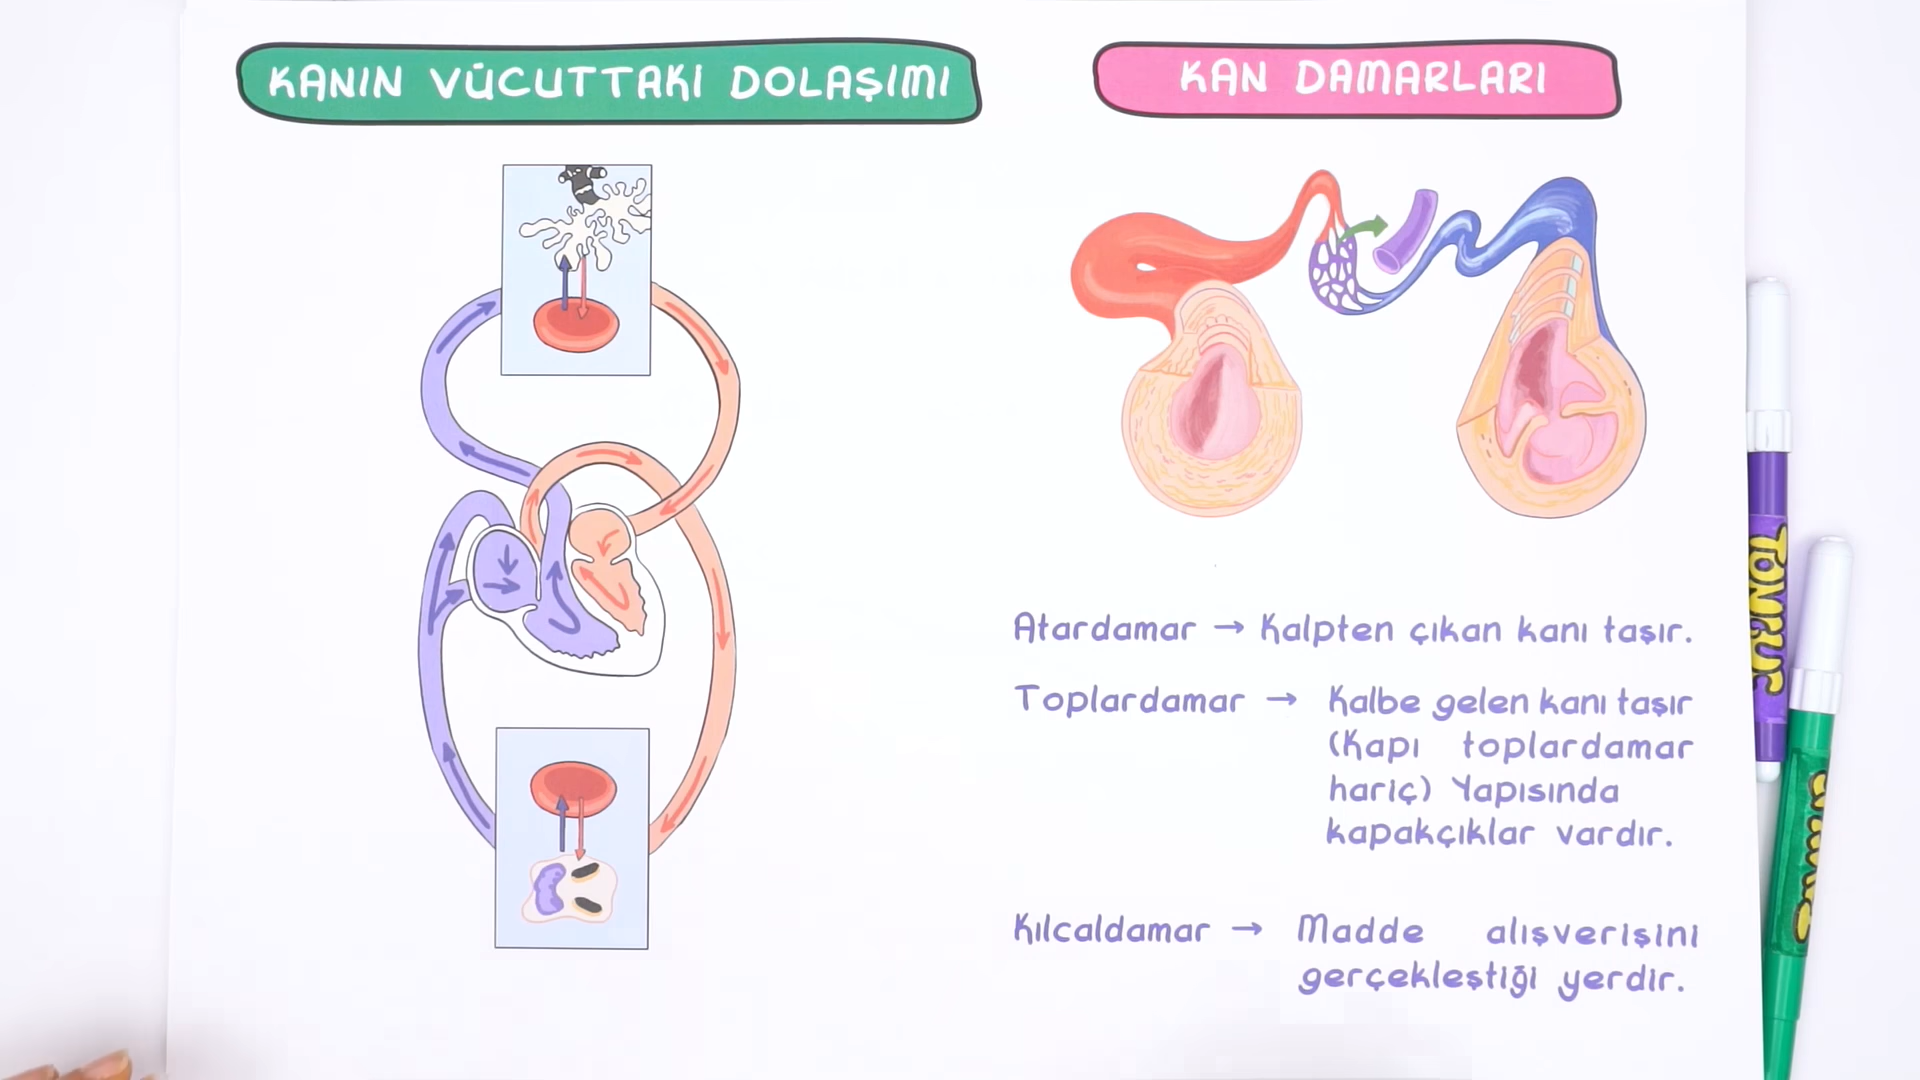 KANIN VÜCUTTAKI DOLAŞIMI
KAN DAMARLARI
Atardamar → Kalpten çıkan kanı taşır.
Toplardamar → Kalbe gelen kanı taşır
(Kapı toplardamar
hariç) Yapısında
kapakçıklar vardır.
Kılcaldamar → Madde alışverişini
gerçekleştiği yerdir.